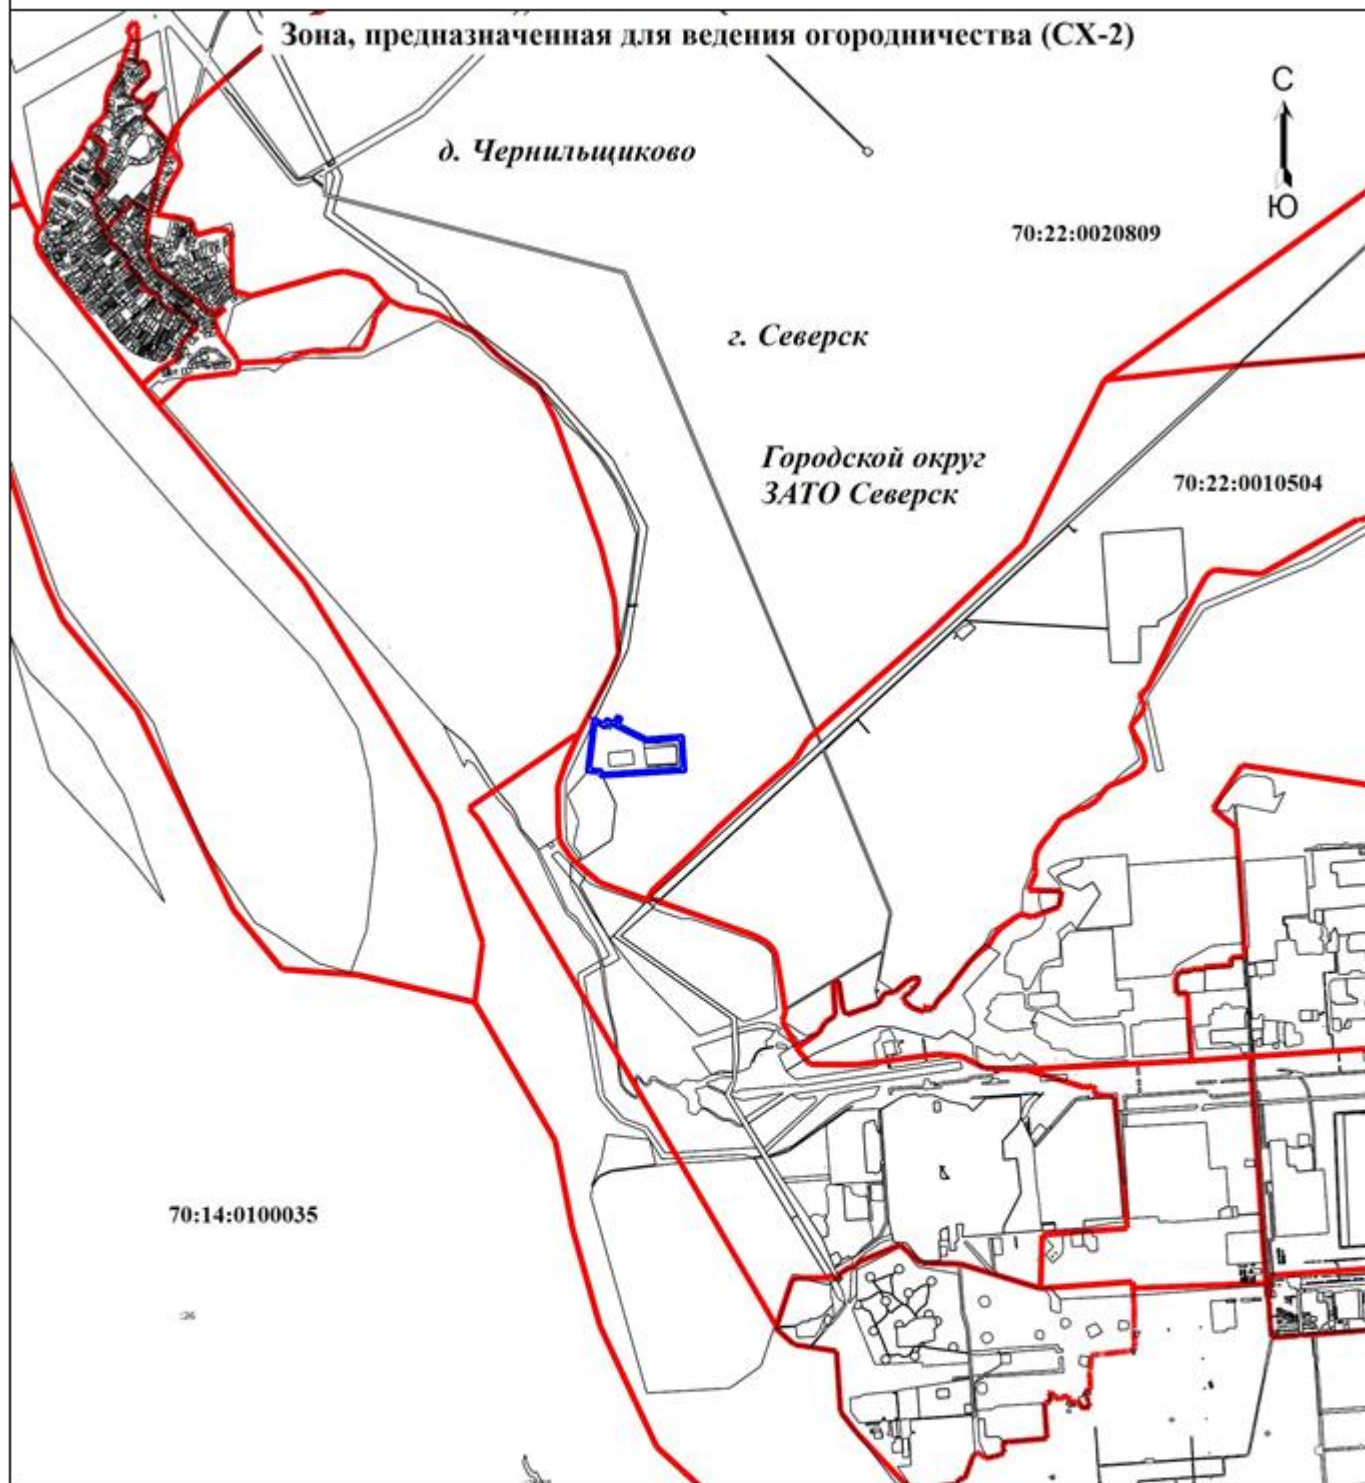 Зона, предназначенная для ведения огородничества (СХ-2)
С
Ю
д. Чернильщиково
70:22:0020809
г. Северск
Городской округ
ЗАТО Северск
70:22:0010504
70:14:0100035
:26